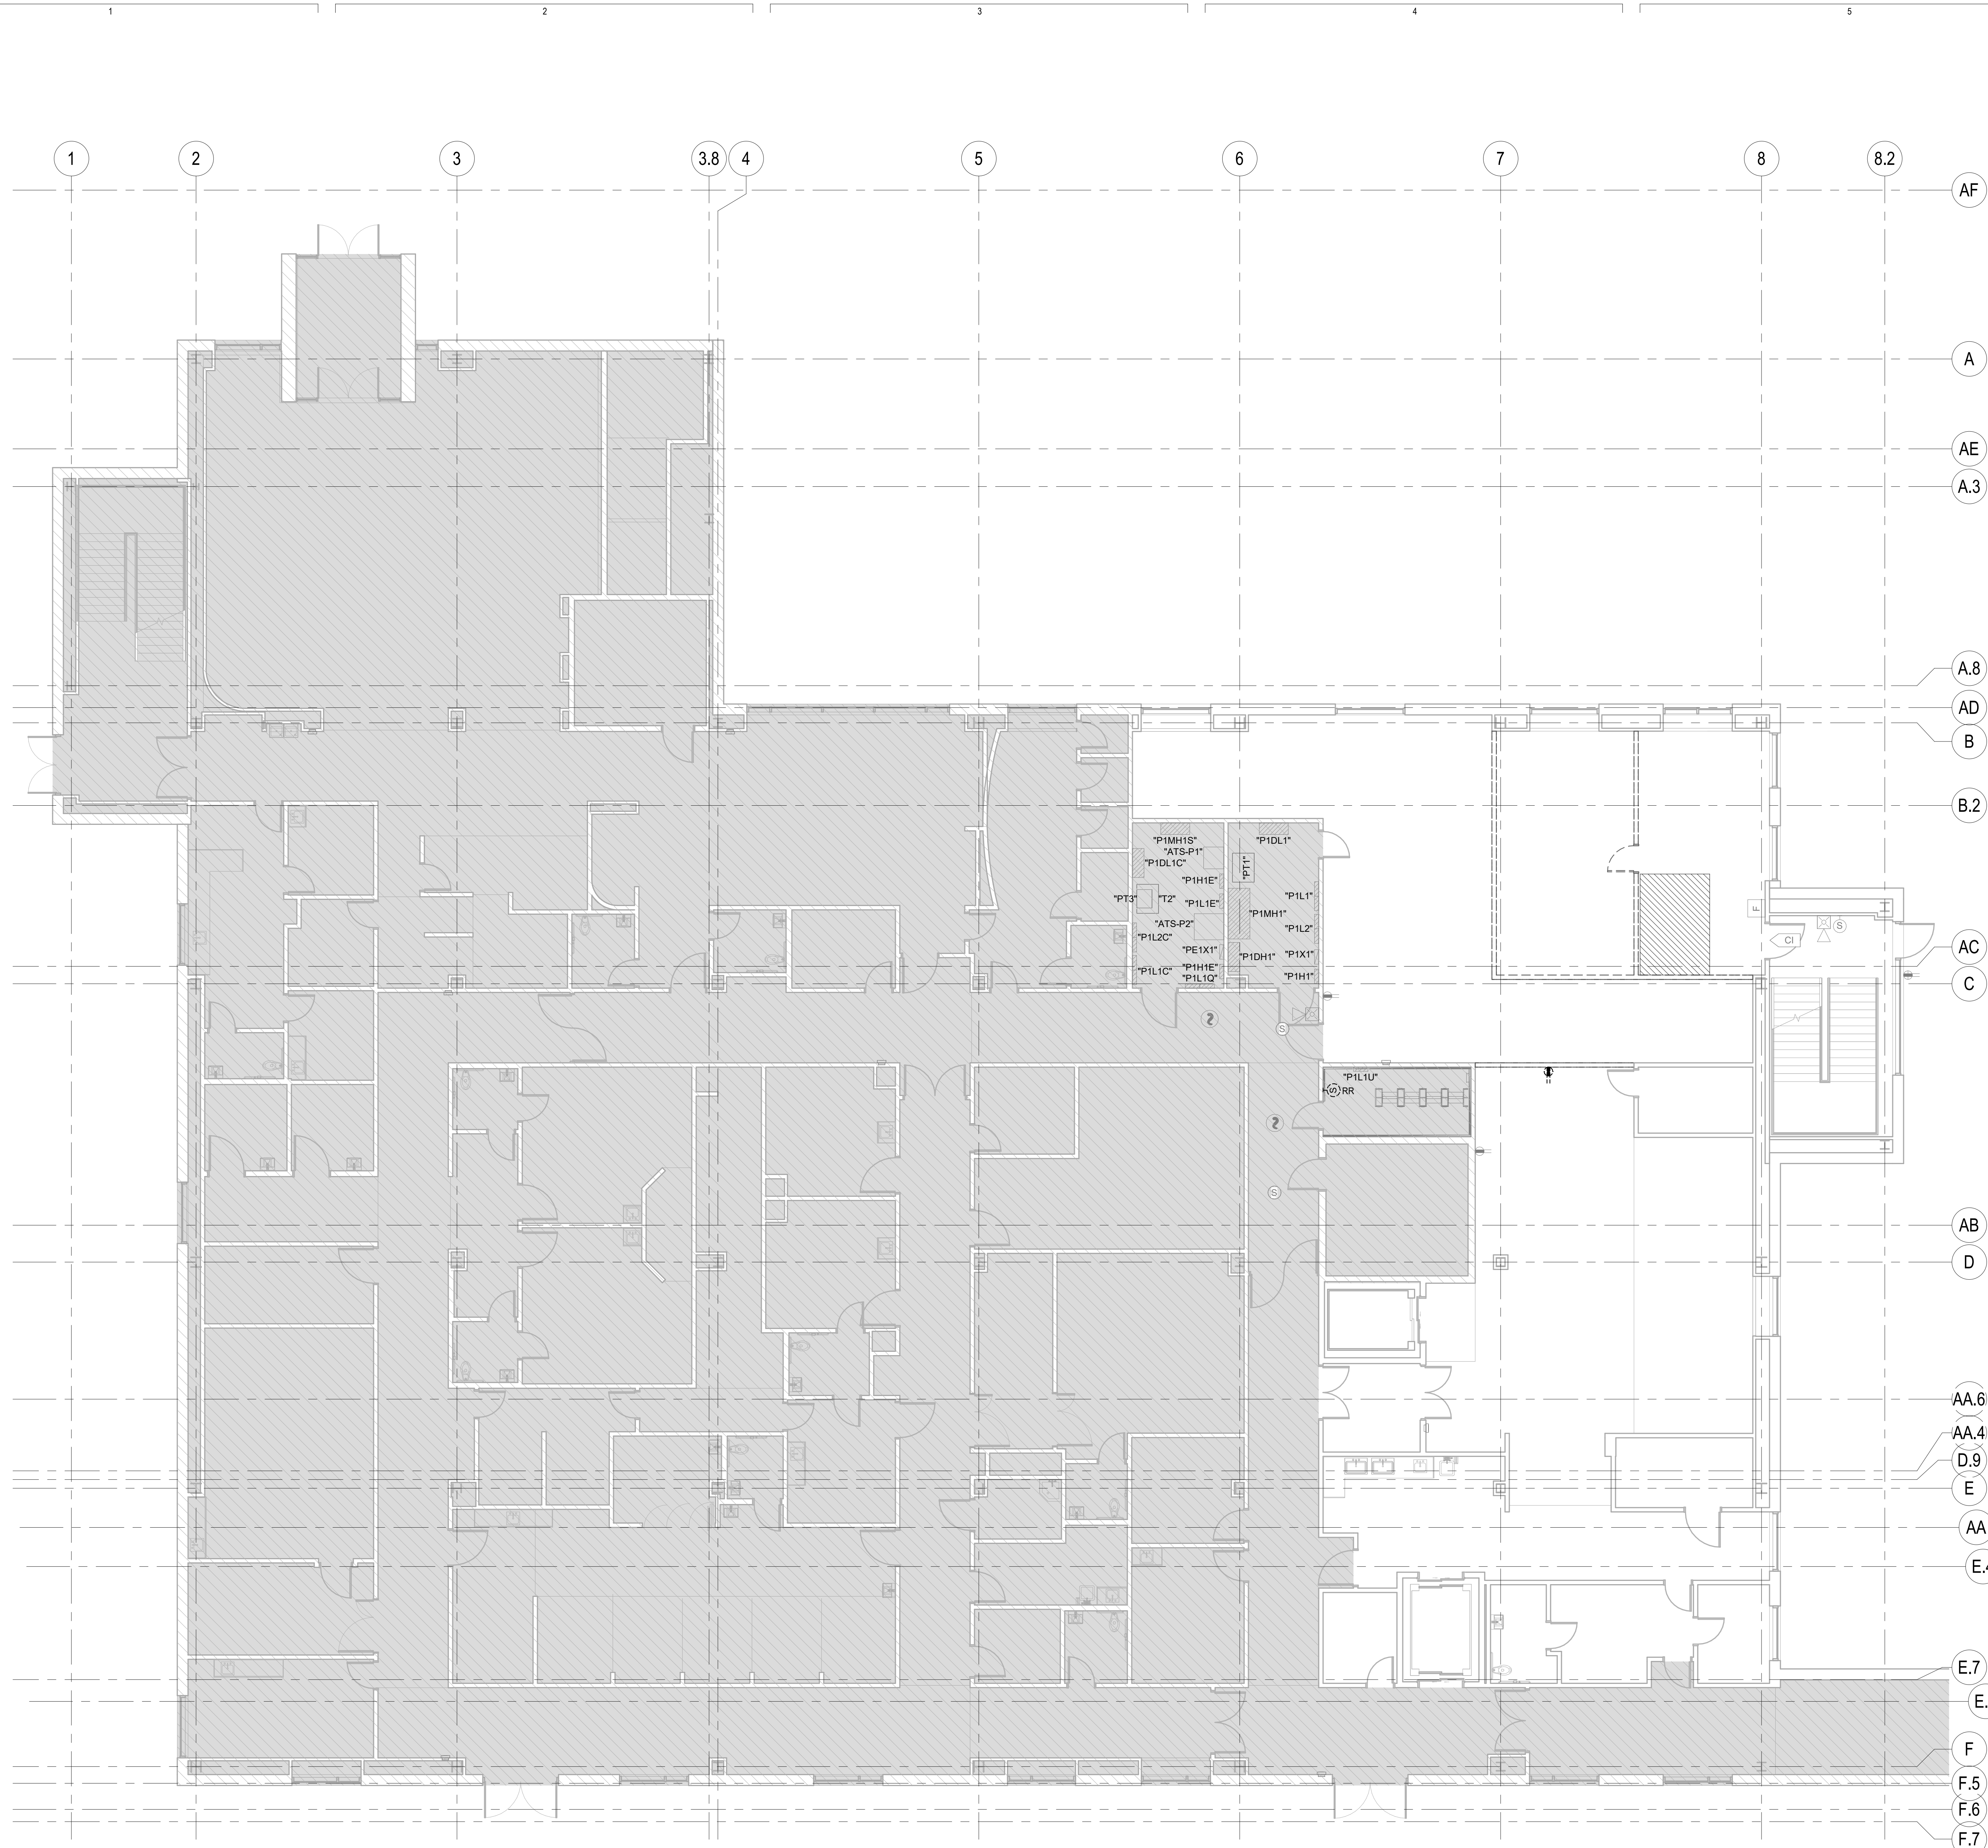 1 2 3 4 5
1 2 3 3.8 4 5 6 7 8 8.2
AF
A
AE
A.3
A.8
AD
B
B.2
"P1MH1S" "P1DL1"
"ATS-P1"
"P1DL1C" "PT1"
"P1H1E"
"PT3" "T2" "P1L1E" "P1L1"
F
"P1MH1"
"ATS-P2" "P1L2"
S
"P1L2C" CI
"PE1X1" "P1DH1" "P1X1"
AC
"P1L1C" "P1H1E" "P1H1"
"P1L1Q"
C
S
"P1L1U"
S RR
S
AB
D
AA.6
AA.4
D.9
E
AA
E.4
E.7
E.
F
F.5
F.6
F.7